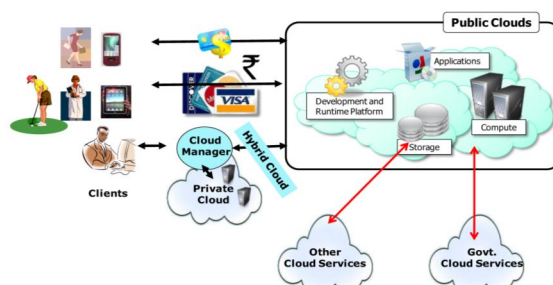 Public Clouds
Applications
Development and
Runtime Platform
Compute
Storage
$
₹
VISA
Cloud
Manager
Hybrid Cloud
Private
Cloud
Clients
Other
Cloud Services
Govt.
Cloud Services